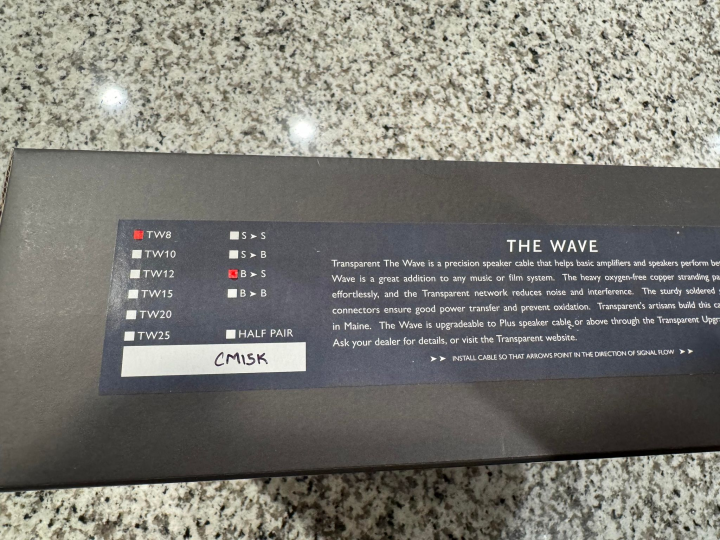 TW8
TW10
TW12
TW15
TW20
TW25
S ➤ S
S ➤ B
B ➤ S
B ➤ B
HALF PAIR
CM15K
THE WAVE
Transparent The Wave is a precision speaker cable that helps basic amplifiers and speakers perform
Wave is a great addition to any music or film system. The heavy oxygen-free copper stranding
effortlessly, and the Transparent network reduces noise and interference. The sturdy soldered
connectors ensure good power transfer and prevent oxidation. Transparent's artisans build this
in Maine. The Wave is upgradeable to Plus speaker cable or above through the Transparent
Ask your dealer for details, or visit the Transparent website.
➤ ➤ INSTALL CABLE SO THAT ARROWS POINT IN THE DIRECTION OF SIGNAL FLOW ➤ ➤